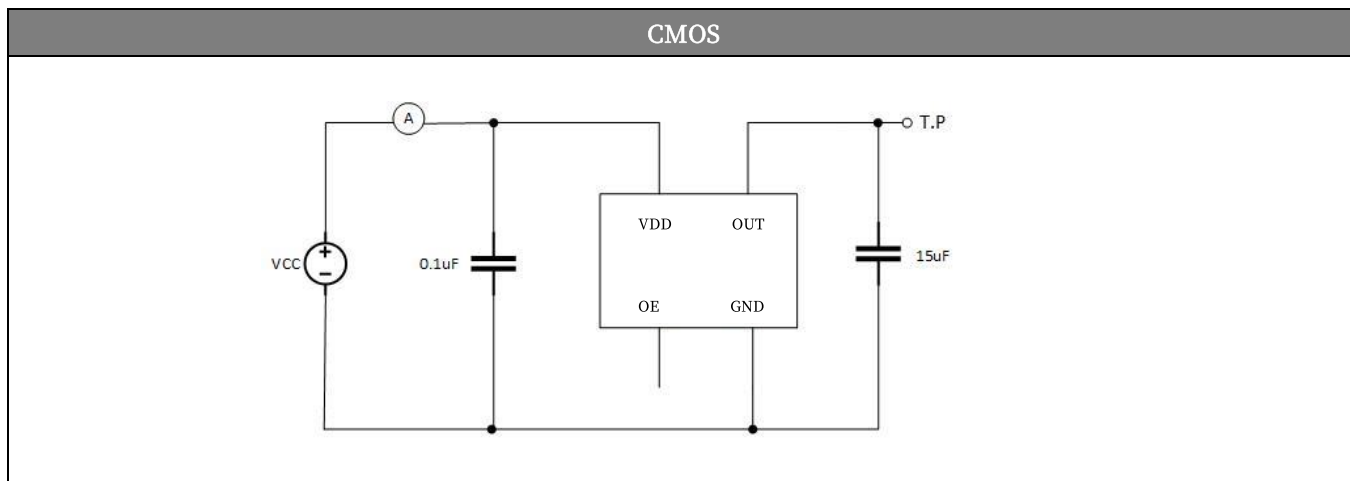 CMOS
A
T.P
VDD
OUT
VCC
+
−
0.1uF
15uF
OE
GND